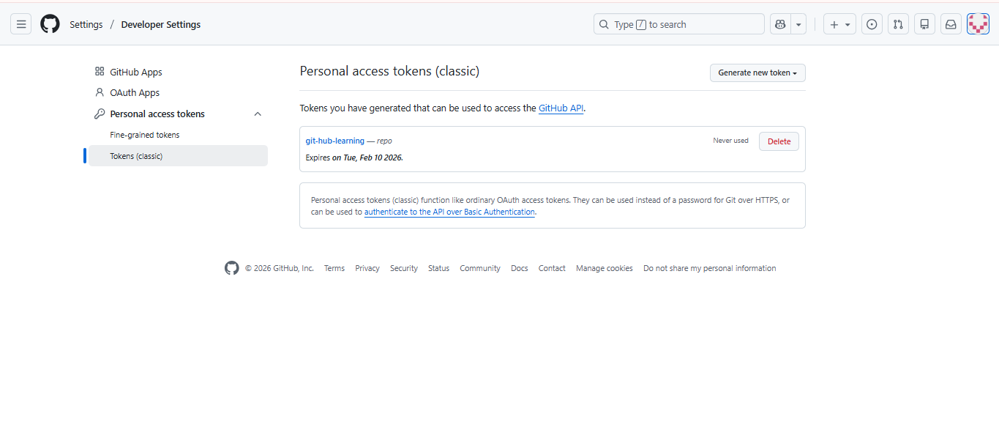 Settings / Developer Settings
Type / to search
GitHub Apps
OAuth Apps
Personal access tokens
Fine-grained tokens
Tokens (classic)
Personal access tokens (classic)
Generate new token
Tokens you have generated that can be used to access the GitHub API.
git-hub-learning — repo
Never used
Delete
Expires on Tue, Feb 10 2026.
Personal access tokens (classic) function like ordinary OAuth access tokens. They can be used instead of a password for Git over HTTPS, or
can be used to authenticate to the API over Basic Authentication.
© 2026 GitHub, Inc. Terms Privacy Security Status Community Docs Contact Manage cookies Do not share my personal information